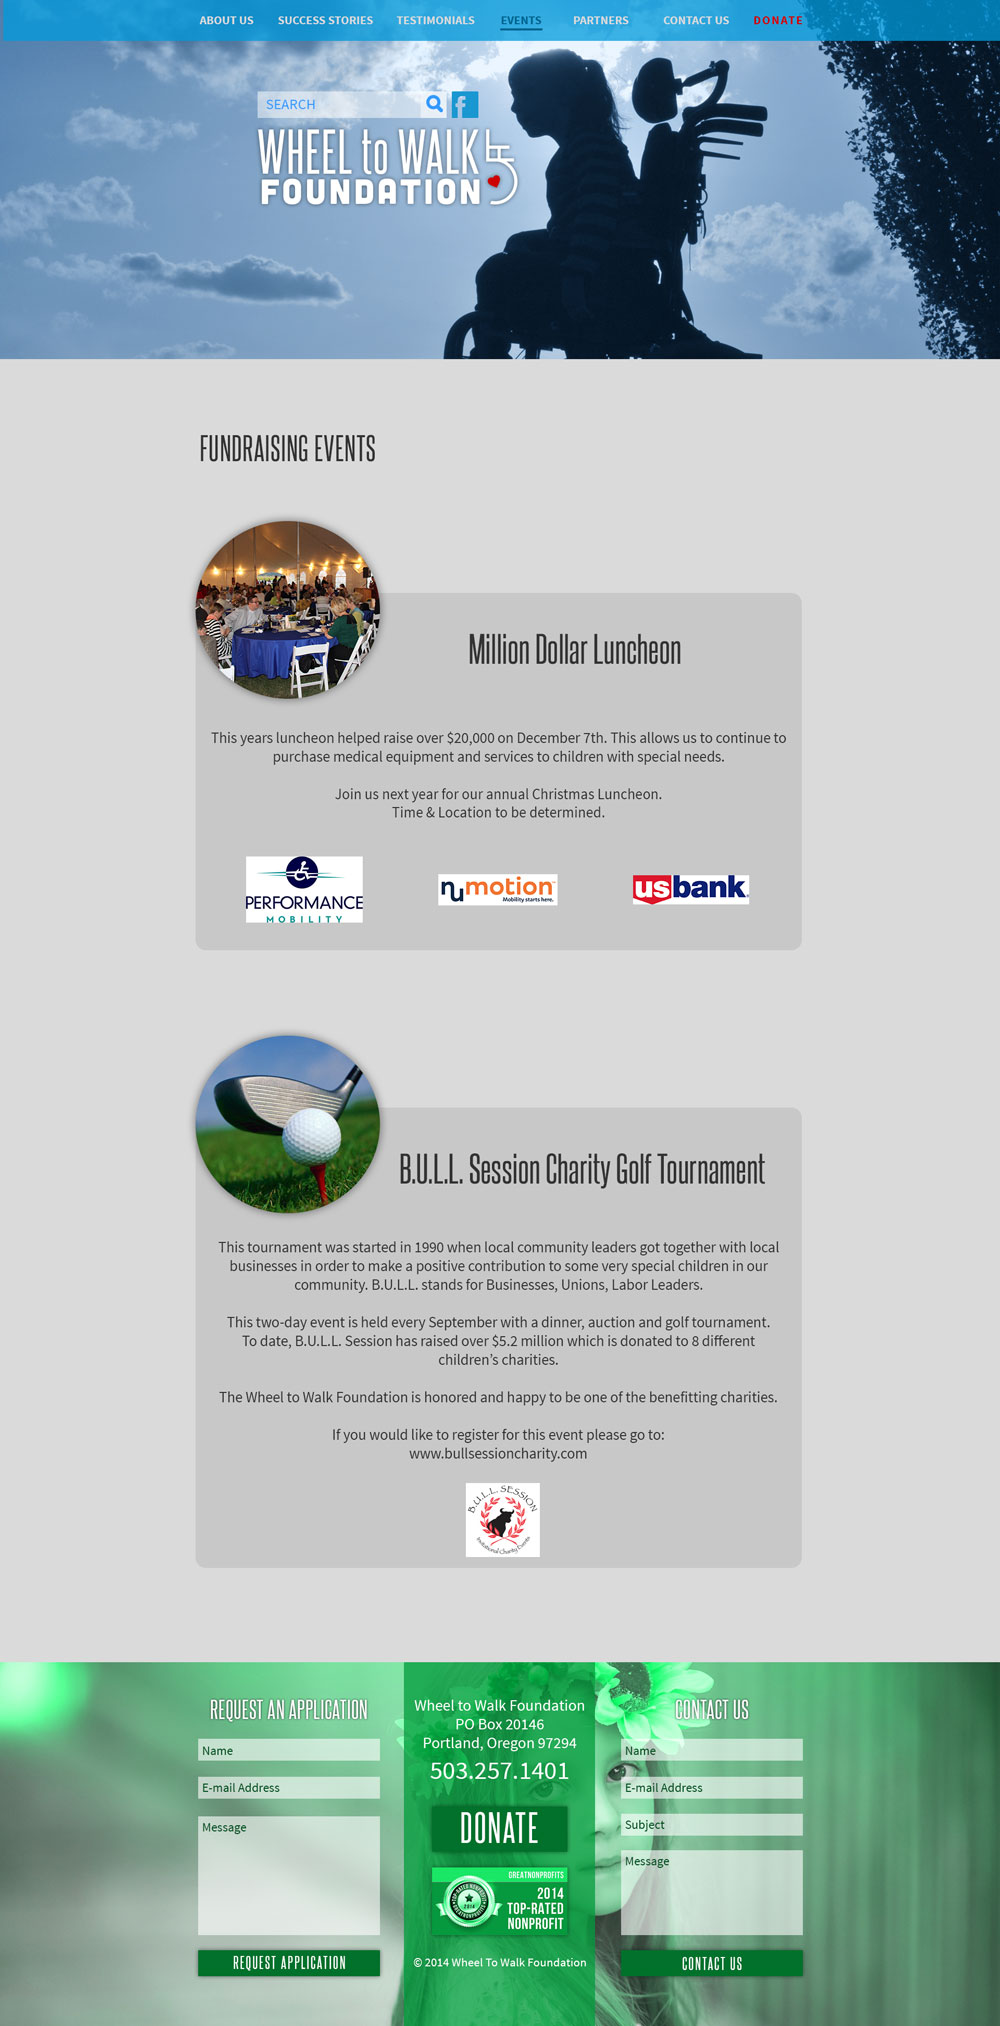 ABOUT US SUCCESS STORIES TESTIMONIALS EVENTS PARTNERS CONTACT US DONATE
SEARCH
f
WHEEL to WALK
FOUNDATION
FUNDRAISING EVENTS
Million Dollar Luncheon
This years luncheon helped raise over $20,000 on December 7th. This allows us to continue to
purchase medical equipment and services to children with special needs.
Join us next year for our annual Christmas Luncheon.
Time & Location to be determined.
PERFORMANCE
MOBILITY
numotion
Mobility starts here.
usbank
B.U.L.L. Session Charity Golf Tournament
This tournament was started in 1990 when local community leaders got together with local
businesses in order to make a positive contribution to some very special children in our
community. B.U.L.L. stands for Businesses, Unions, Labor Leaders.
This two-day event is held every September with a dinner, auction and golf tournament.
To date, B.U.L.L. Session has raised over $5.2 million which is donated to 8 different
children’s charities.
The Wheel to Walk Foundation is honored and happy to be one of the benefitting charities.
If you would like to register for this event please go to:
www.bullsessioncharity.com
B.U.L.L. SESSION
Invitational Charity Events
REQUEST AN APPLICATION
Name
E-mail Address
Message
REQUEST APPLICATION
Wheel to Walk Foundation
PO Box 20146
Portland, Oregon 97294
503.257.1401
DONATE
GREATNONPROFITS
2014
TOP-RATED
NONPROFIT
TOP-RATED NONPROFIT
2014
GREATNONPROFITS
© 2014 Wheel To Walk Foundation
CONTACT US
Name
E-mail Address
Subject
Message
CONTACT US